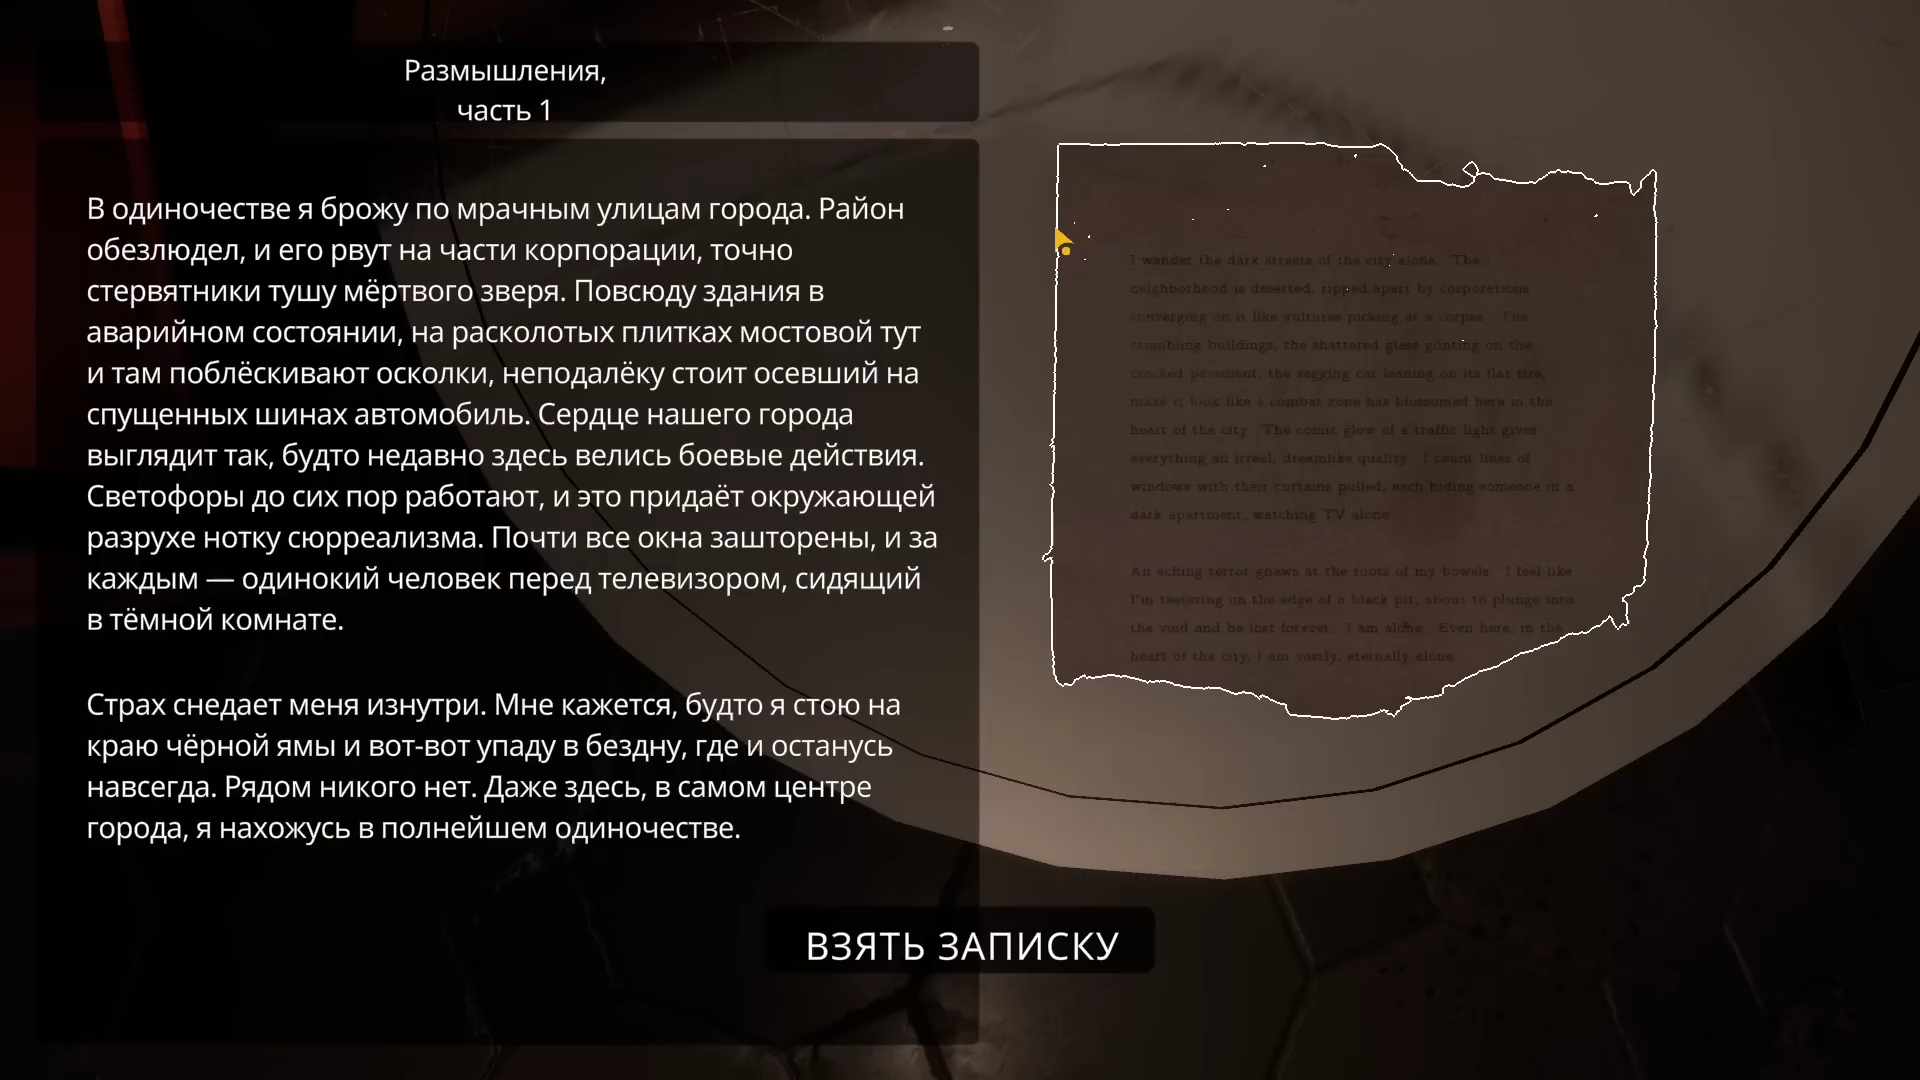 Размышления,
часть 1
В одиночестве я брожу по мрачным улицам города. Район
обезлюдел, и его рвут на части корпорации, точно
стервятники тушу мёртвого зверя. Повсюду здания в
аварийном состоянии, на расколотых плитках мостовой тут
и там поблёскивают осколки, неподалёку стоит осевший на
спущенных шинах автомобиль. Сердце нашего города
выглядит так, будто недавно здесь велись боевые действия.
Светофоры до сих пор работают, и это придаёт окружающей
разрухе нотку сюрреализма. Почти все окна зашторены, и за
каждым — одинокий человек перед телевизором, сидящий
в тёмной комнате.
Страх снедает меня изнутри. Мне кажется, будто я стою на
краю чёрной ямы и вот-вот упаду в бездну, где и останусь
навсегда. Рядом никого нет. Даже здесь, в самом центре
города, я нахожусь в полнейшем одиночестве.
I wander the dark streets of the city alone. The
neighborhood is deserted, ripped apart by corporations
converging on it like vultures picking at a corpse. The
crumbling buildings, the shattered glass glinting on the
cracked pavement, the sagging car leaning on its flat tire,
make it look like a combat zone has blossomed here in the
heart of the city. The comic glow of a traffic light gives
everything an irreal, dreamlike quality. I count lines of
windows with their curtains pulled, each hiding someone in a
dark apartment, watching TV alone
An aching terror gnaws at the roots of my bowels. I feel like
I'm teetering on the edge of a black pit, about to plunge into
the void and be lost forever. I am alone. Even here, in the
heart of the city, I am vastly, eternally alone
ВЗЯТЬ ЗАПИСКУ